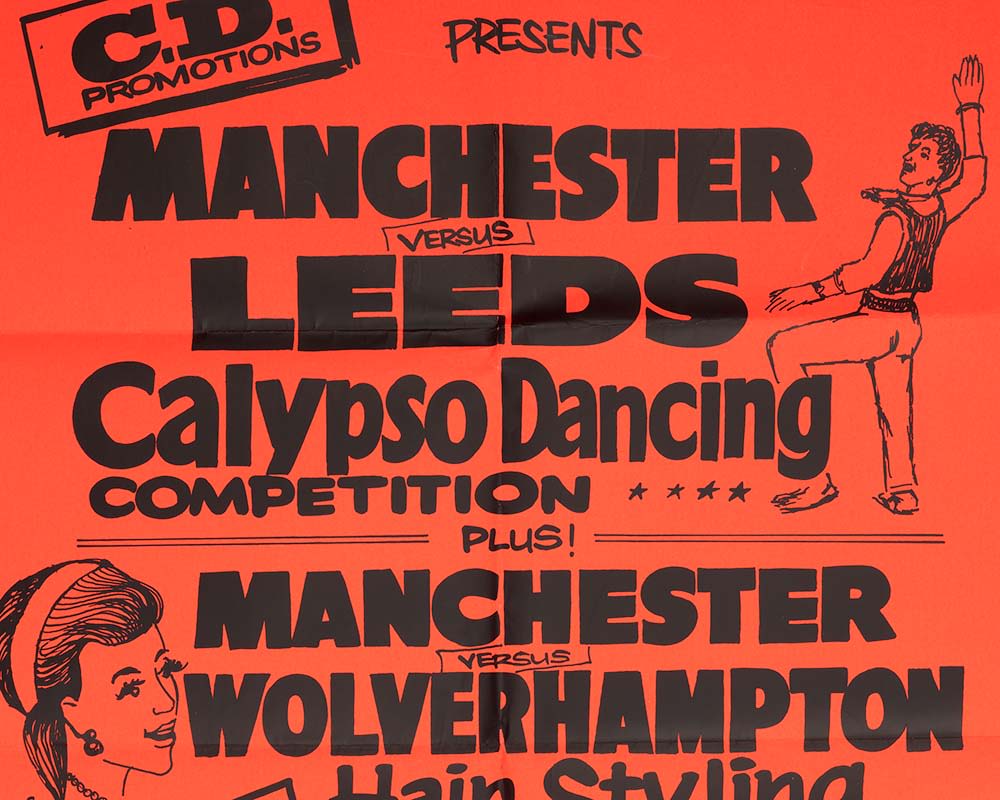 C.D.
PROMOTIONS
PRESENTS
MANCHESTER
VERSUS
LEEDS
Calypso Dancing
COMPETITION ★ ★ ★ ★
PLUS!
MANCHESTER
VERSUS
WOLVERHAMPTON
Hair Styling